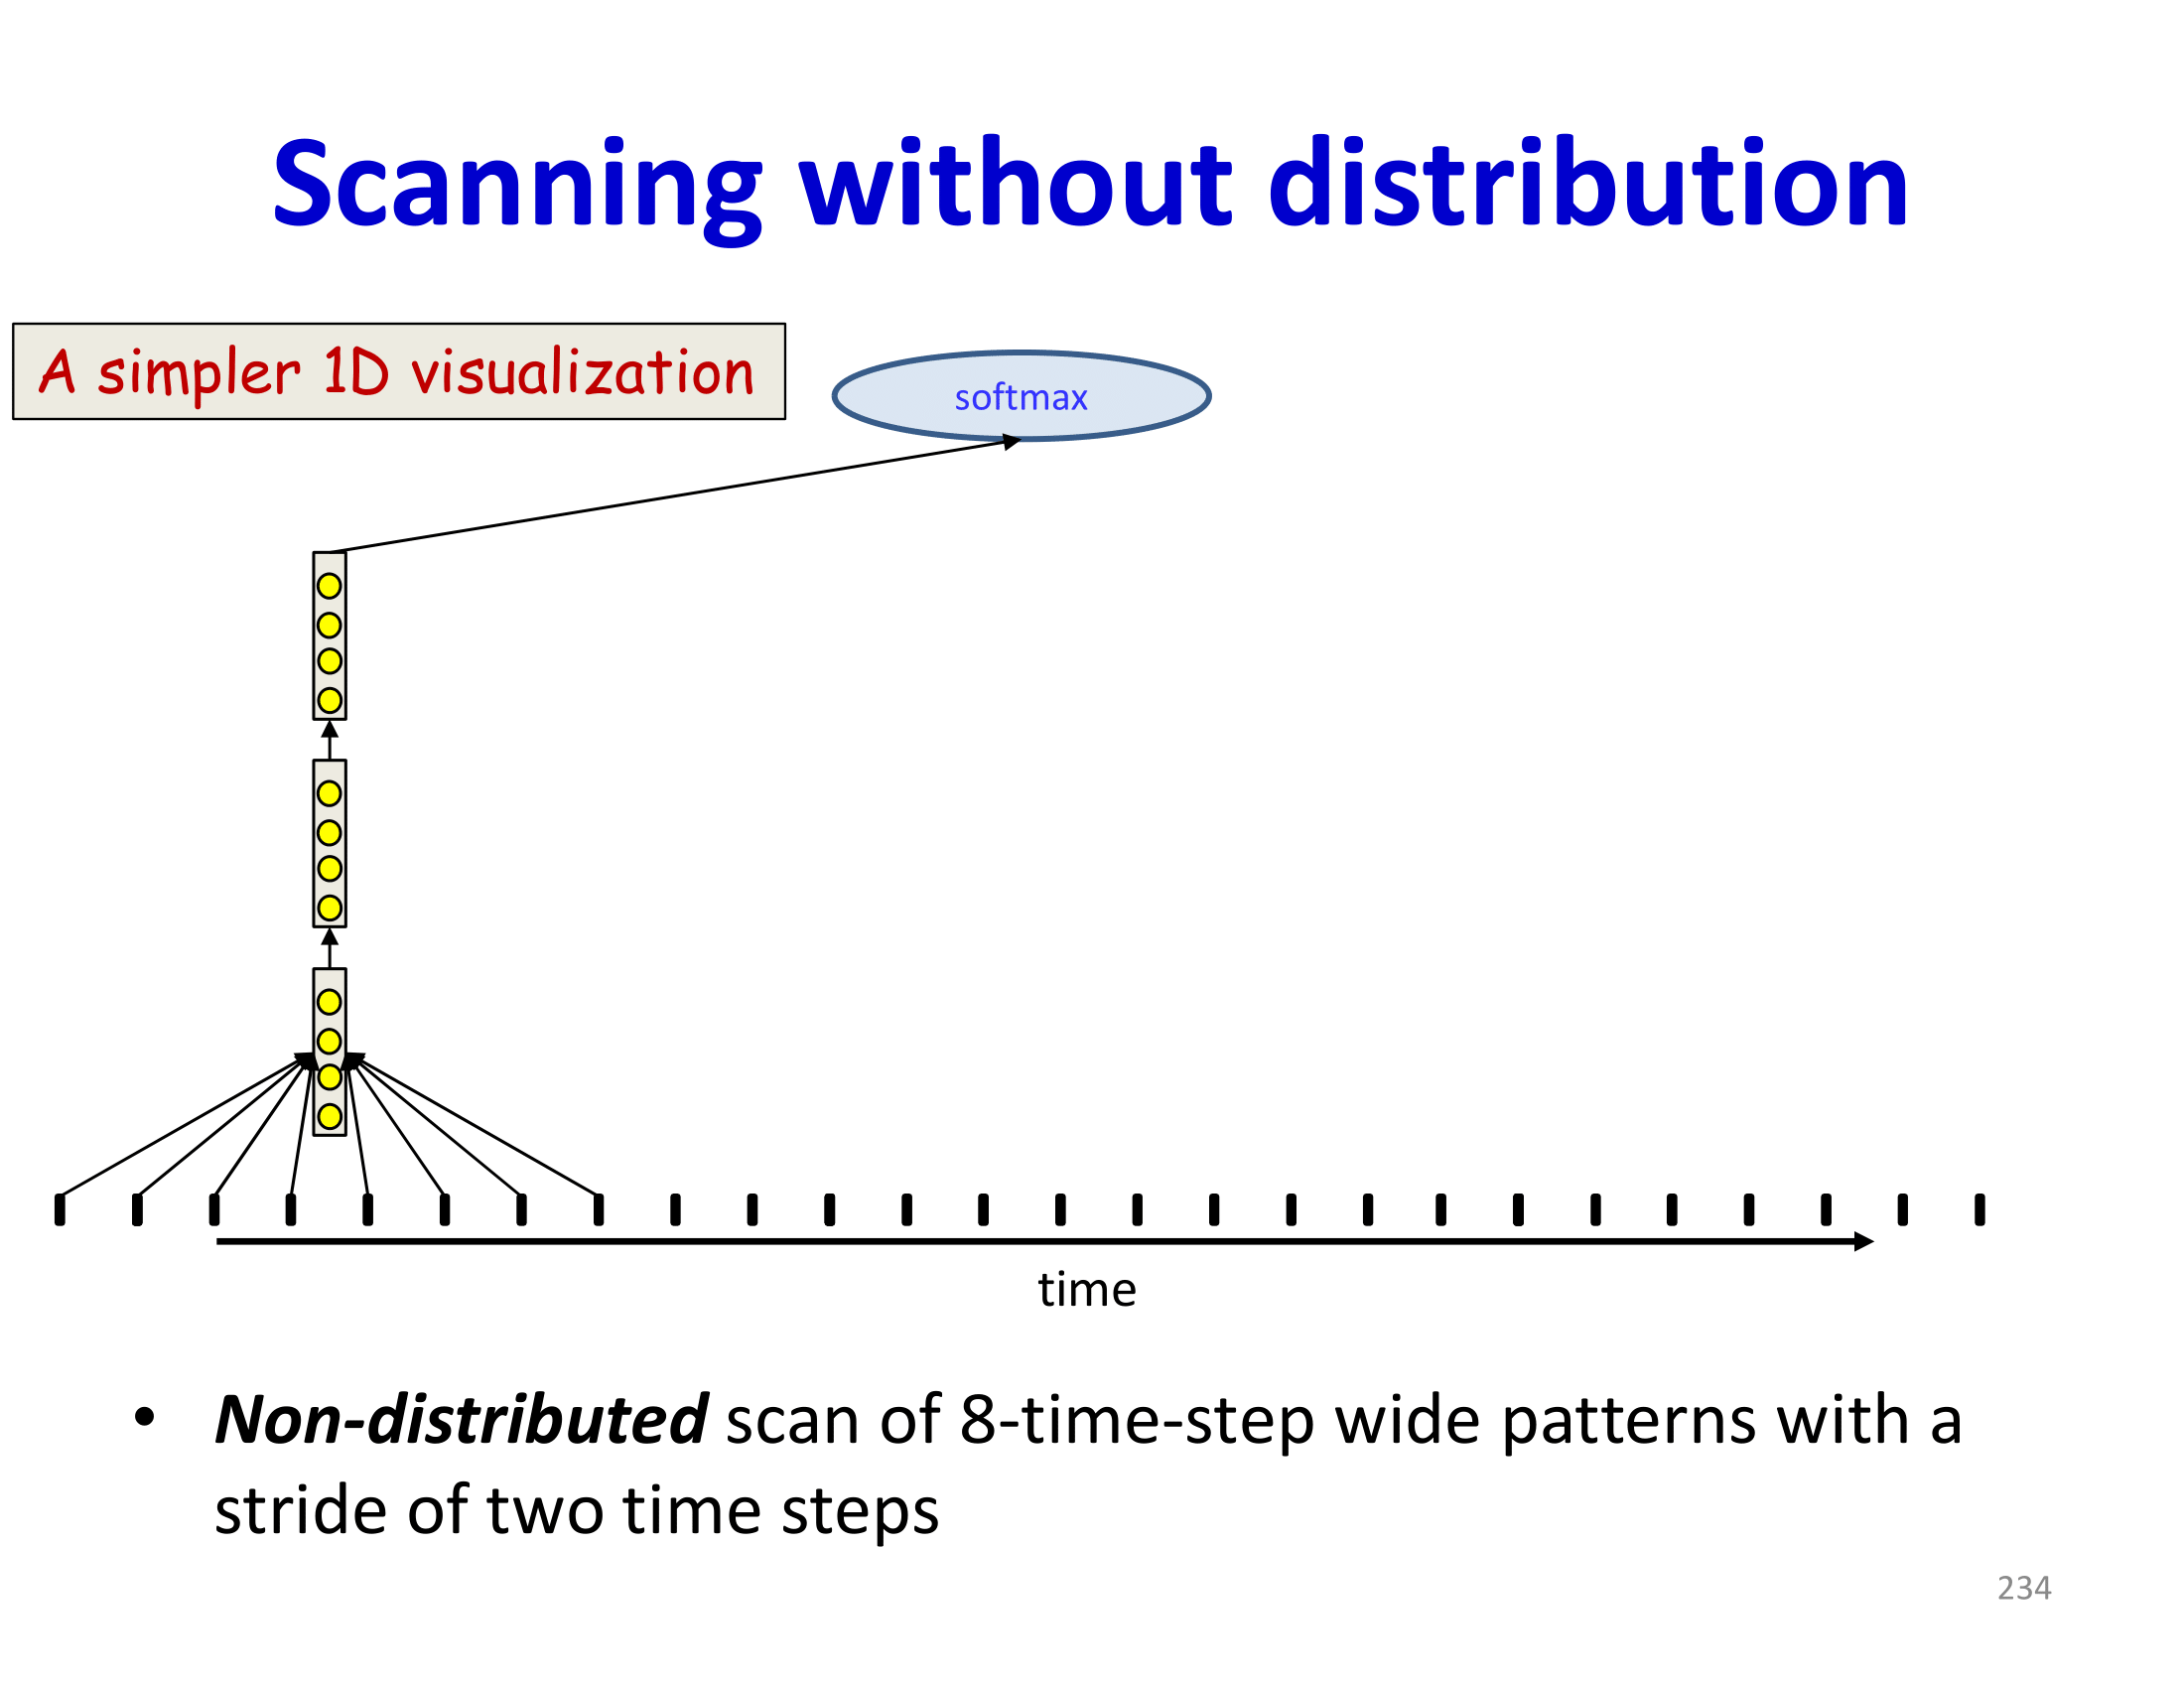 Scanning without distribution
A simpler 1D visualization
softmax
time
• Non-distributed scan of 8-time-step wide patterns with a
stride of two time steps
234